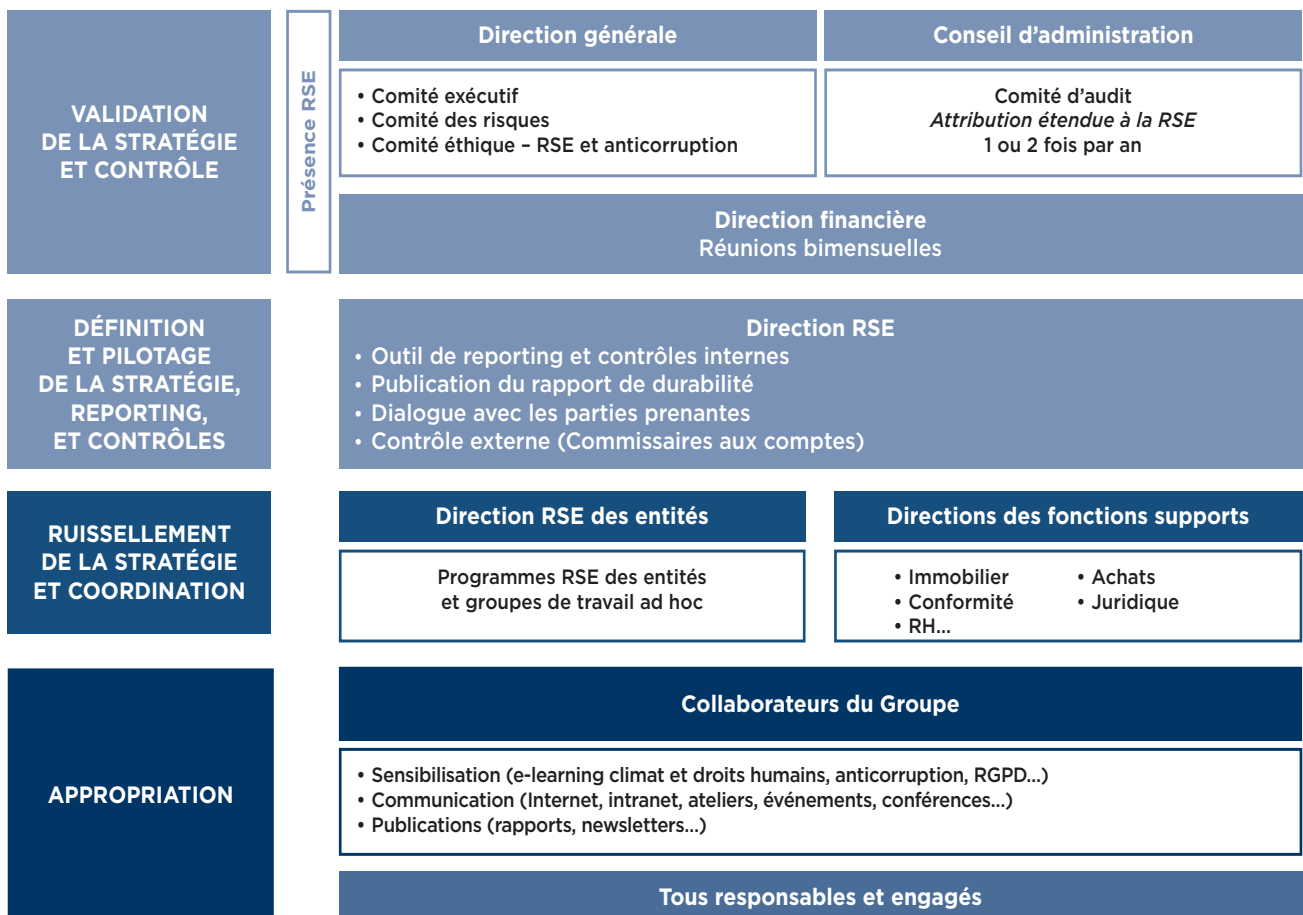 VALIDATION
DE LA STRATÉGIE
ET CONTRÔLE
Présence RSE
Direction générale
• Comité exécutif
• Comité des risques
• Comité éthique – RSE et anticorruption
Conseil d’administration
Comité d’audit
Attribution étendue à la RSE
1 ou 2 fois par an
Direction financière
Réunions bimensuelles
DÉFINITION
ET PILOTAGE
DE LA STRATÉGIE,
REPORTING,
ET CONTRÔLES
Direction RSE
• Outil de reporting et contrôles internes
• Publication du rapport de durabilité
• Dialogue avec les parties prenantes
• Contrôle externe (Commissaires aux comptes)
RUISSELLEMENT
DE LA STRATÉGIE
ET COORDINATION
Direction RSE des entités
Programmes RSE des entités
et groupes de travail ad hoc
Directions des fonctions supports
• Immobilier
• Conformité
• RH...
• Achats
• Juridique
APPROPRIATION
Collaborateurs du Groupe
• Sensibilisation (e-learning climat et droits humains, anticorruption, RGPD...)
• Communication (Internet, intranet, ateliers, événements, conférences...)
• Publications (rapports, newsletters...)
Tous responsables et engagés